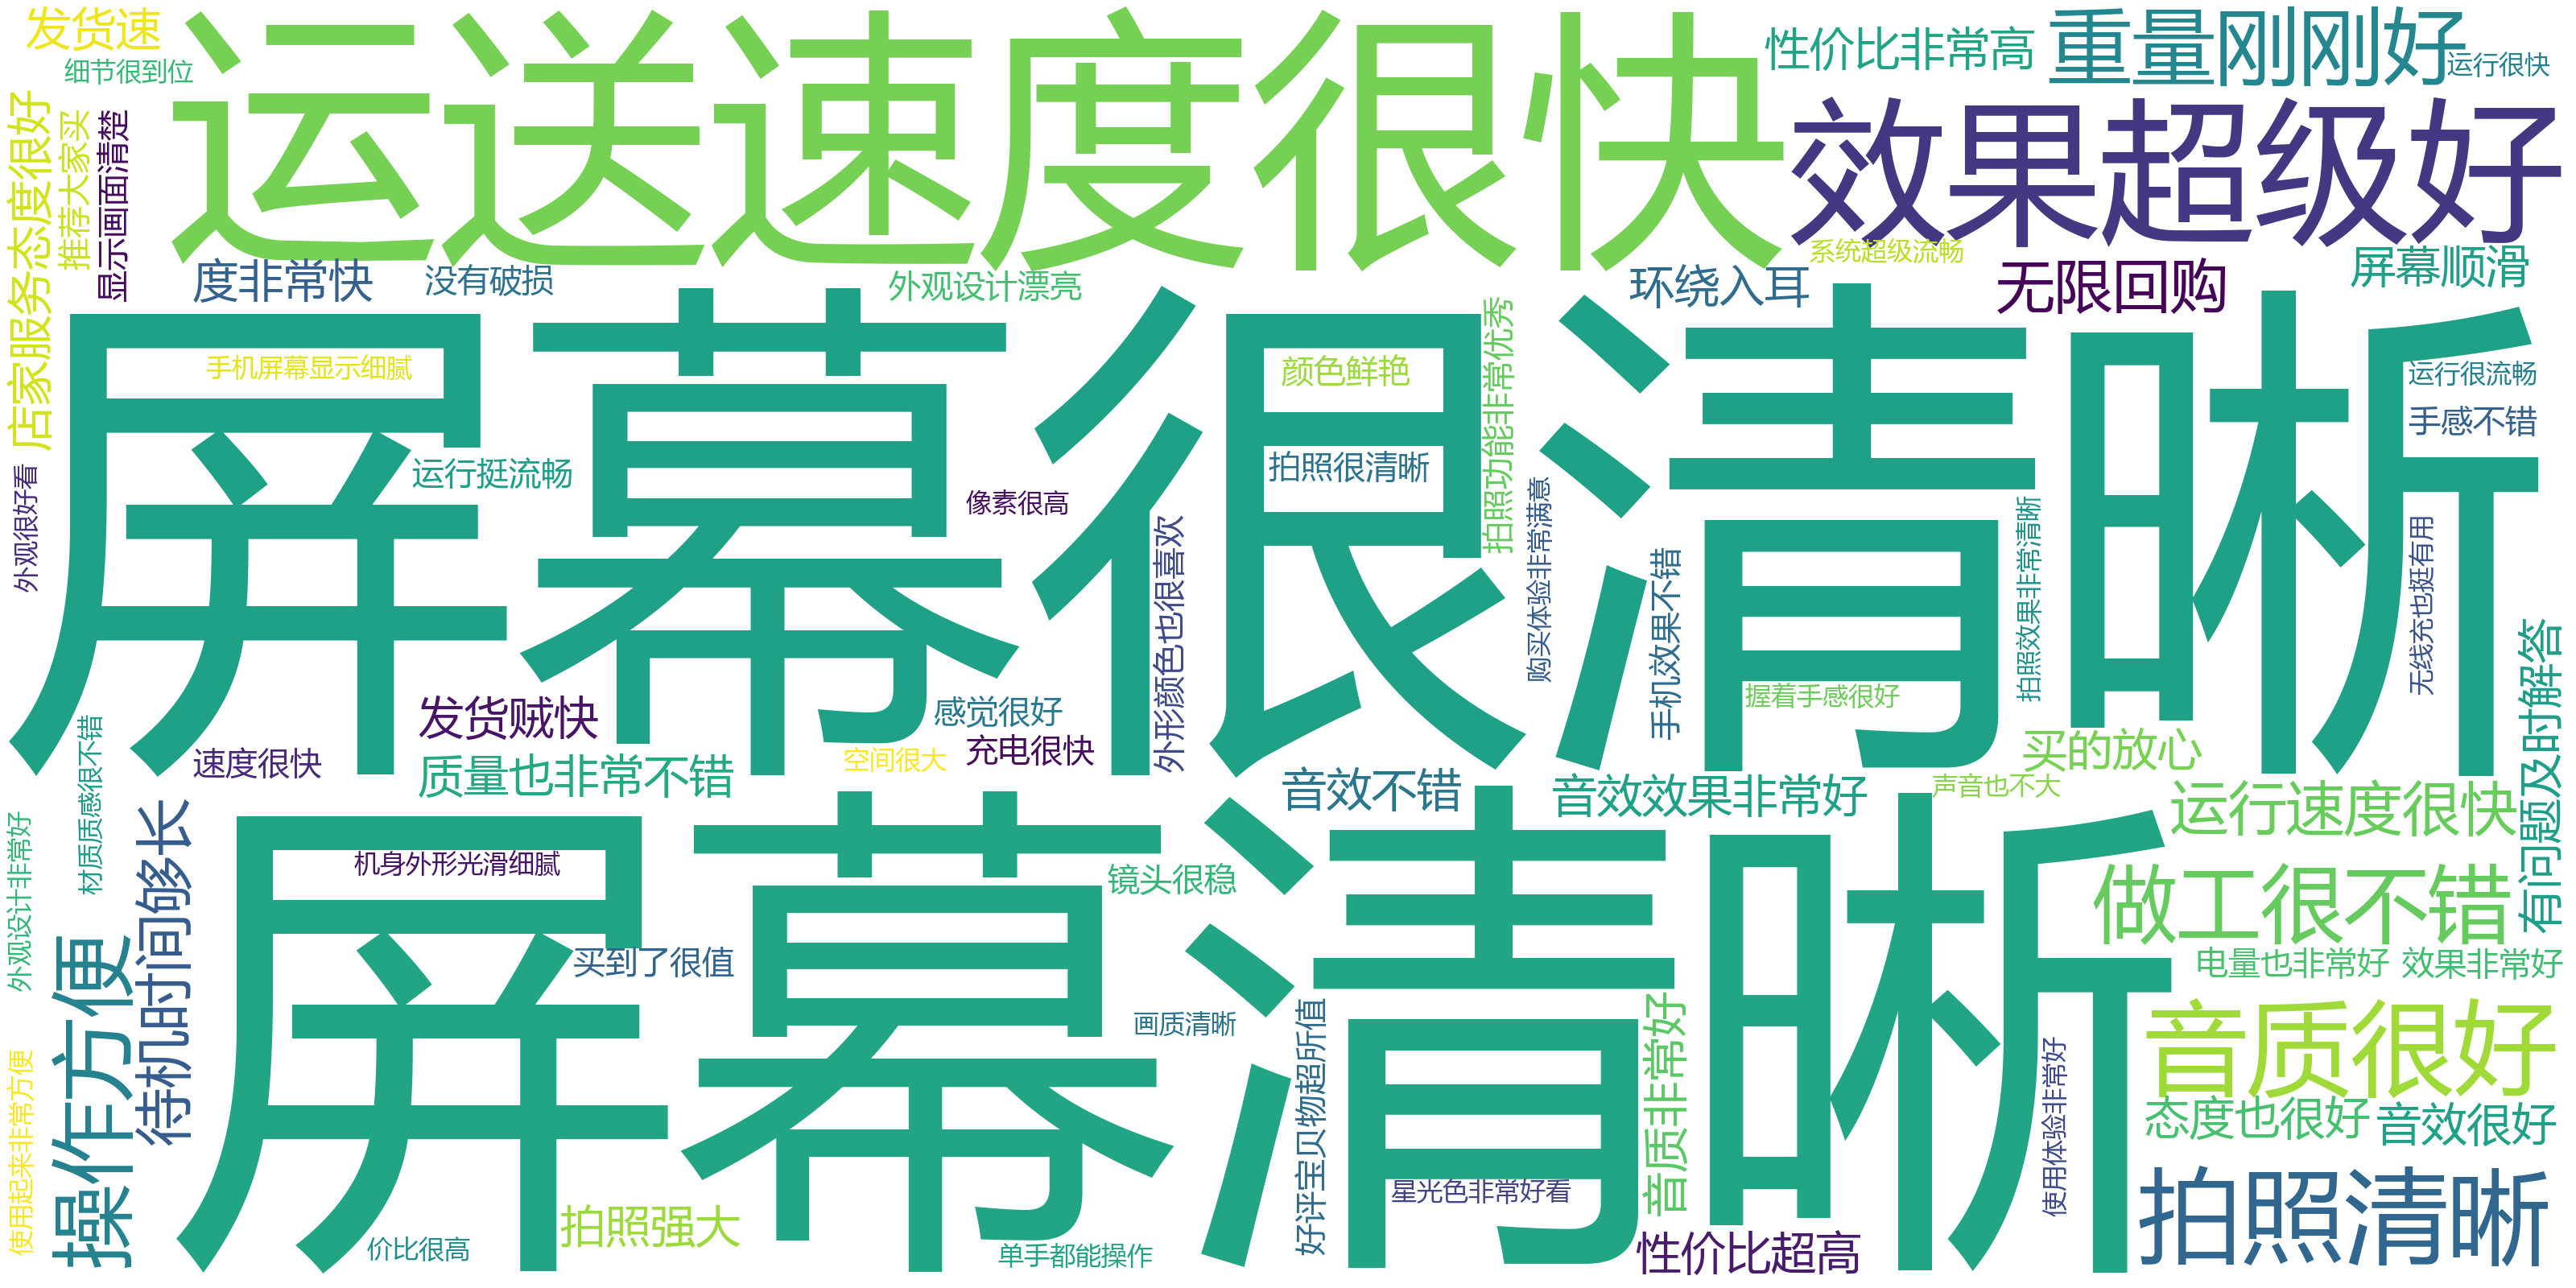 发货速
细节很到位
运送速度很快
性价比非常高
重量刚刚好
运行很快
效果超级好
系统超级流畅
店家服务态度很好
推荐大家买
显示画面清楚
度非常快
没有破损
外观设计漂亮
环绕入耳
无限回购
屏幕顺滑
屏幕很清晰
手机屏幕显示细腻
颜色鲜艳
拍照功能非常优秀
运行很流畅
手感不错
外观很好看
运行挺流畅
像素很高
拍照很清晰
外形颜色也很喜欢
购买体验非常满意
手机效果不错
拍照效果非常清晰
无线充也挺有用
握着手感很好
有问题及时解答
发货贼快
感觉很好
速度很快
质量也非常不错
空间很大
充电很快
音效不错
音效效果非常好
买的放心
声音也不大
运行速度很快
材质质感很不错
外观设计非常好
待机时间够长
操作方便
使用起来非常方便
屏幕清晰
机身外形光滑细腻
镜头很稳
买到了很值
画质清晰
做工很不错
电量也非常好
效果非常好
音质很好
态度也很好
音效很好
好评宝贝物超所值
音质非常好
使用体验非常好
星光色非常好看
拍照强大
价比很高
单手都能操作
性价比超高
拍照清晰